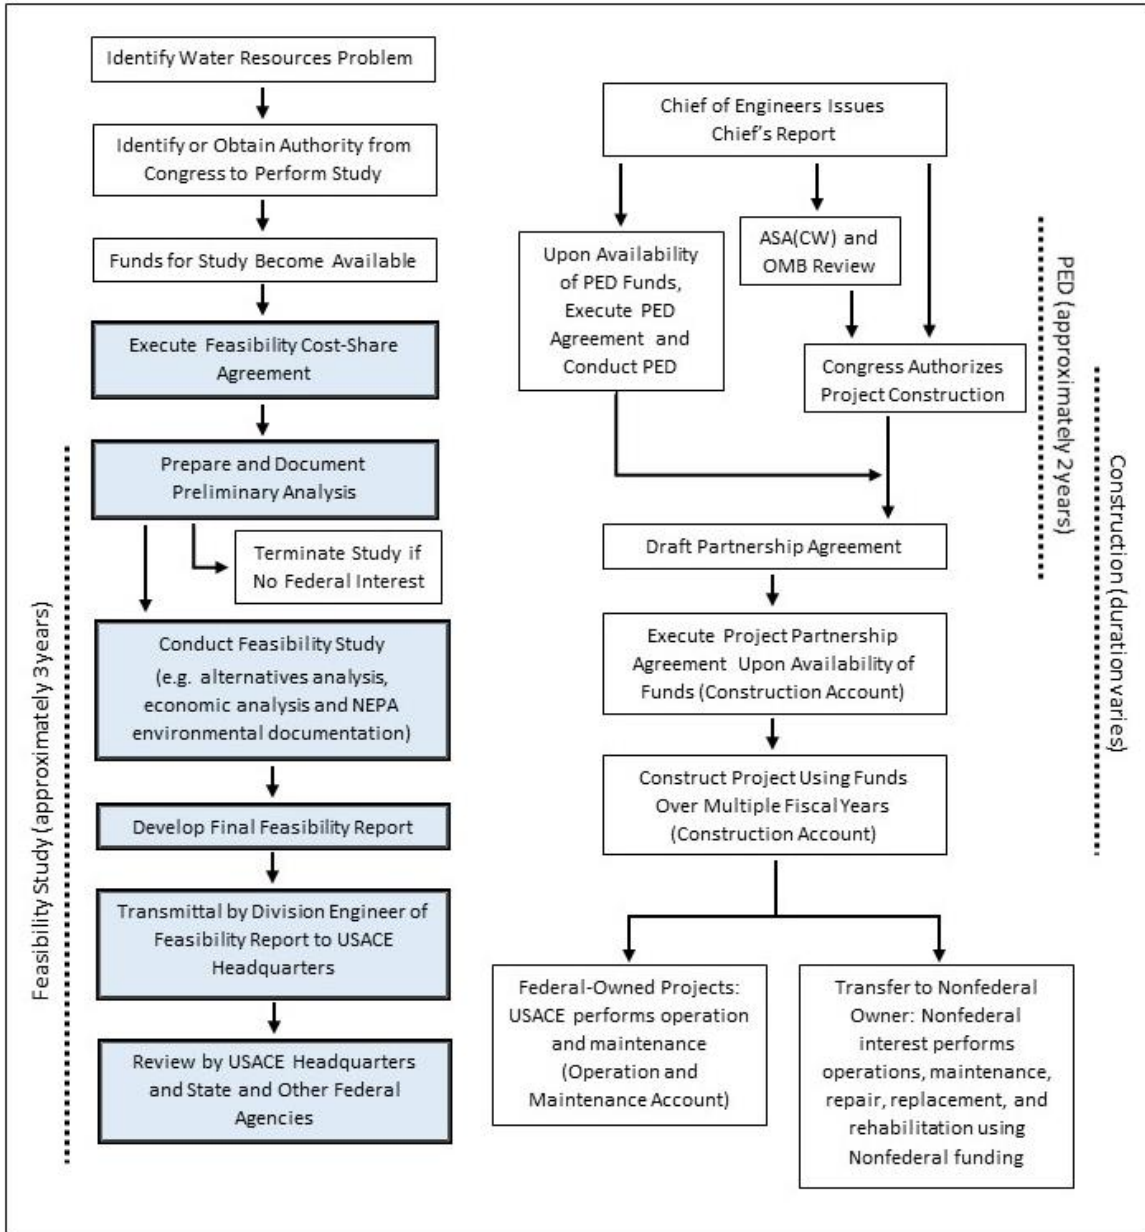 Identify Water Resources Problem
Identify or Obtain Authority from
Congress to Perform Study
Funds for Study Become Available
Execute Feasibility Cost-Share
Agreement
Prepare and Document
Preliminary Analysis
Terminate Study if
No Federal Interest
Conduct Feasibility Study
(e.g. alternatives analysis,
economic analysis and NEPA
environmental documentation)
Develop Final Feasibility Report
Transmittal by Division Engineer of
Feasibility Report to USACE
Headquarters
Review by USACE Headquarters
and State and Other Federal
Agencies
Feasibility Study (approximately 3 years)
Chief of Engineers Issues
Chief's Report
Upon Availability
of PED Funds,
Execute PED
Agreement and
Conduct PED
ASA(CW) and
OMB Review
Congress Authorizes
Project Construction
Draft Partnership Agreement
Execute Project Partnership
Agreement Upon Availability of
Funds (Construction Account)
Construct Project Using Funds
Over Multiple Fiscal Years
(Construction Account)
Federal-Owned Projects:
USACE performs operation
and maintenance
(Operation and
Maintenance Account)
Transfer to Nonfederal
Owner: Nonfederal
interest performs
operations, maintenance,
repair, replacement, and
rehabilitation using
Nonfederal funding
PED (approximately 2 years)
Construction (duration varies)